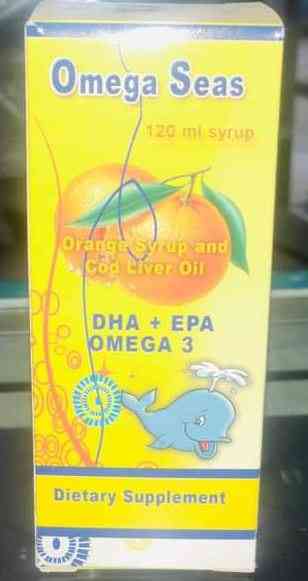 Omega Seas
120 ml syrup
Orange Syrup and
Cod Liver Oil
DHA + EPA
OMEGA 3
Dietary Supplement